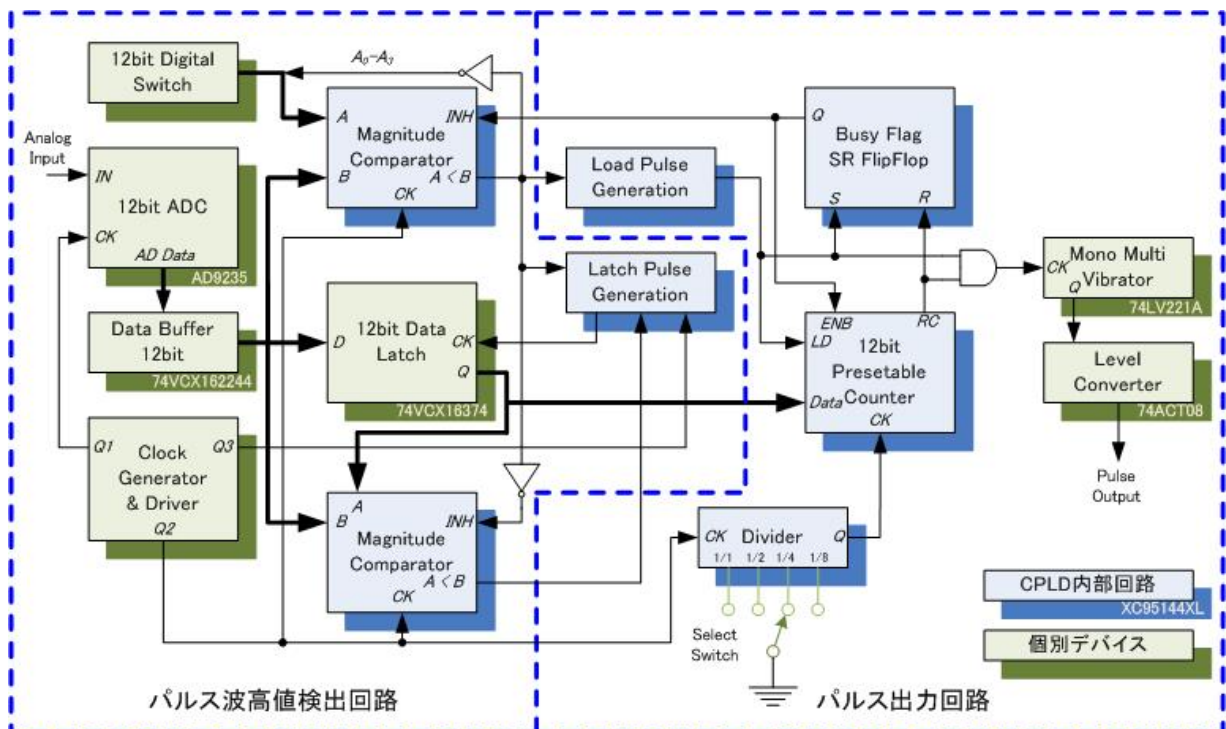 12bit Digital
Switch
A₀-A₃
A
B
INH
Magnitude
Comparator
A < B
CK
Q
Busy Flag
SR FlipFlop
S
R
Load Pulse
Generation
Analog
Input
IN
12bit ADC
CK
AD Data
AD9235
Latch Pulse
Generation
Mono Multi
Vibrator
CK
Q
74LV221A
Data Buffer
12bit
74VCX162244
D
12bit Data
Latch
CK
Q
74VCX16374
ENB
RC
LD
12bit
Presetable
Counter
Data
CK
Level
Converter
74ACT08
Pulse
Output
Q1
Q3
Clock
Generator
& Driver
Q2
A
B
INH
Magnitude
Comparator
A < B
CK
CK
Divider
Q
1/1
1/2
1/4
1/8
Select
Switch
CPLD内部回路
XC95144XL
個別デバイス
パルス波高値検出回路
パルス出力回路